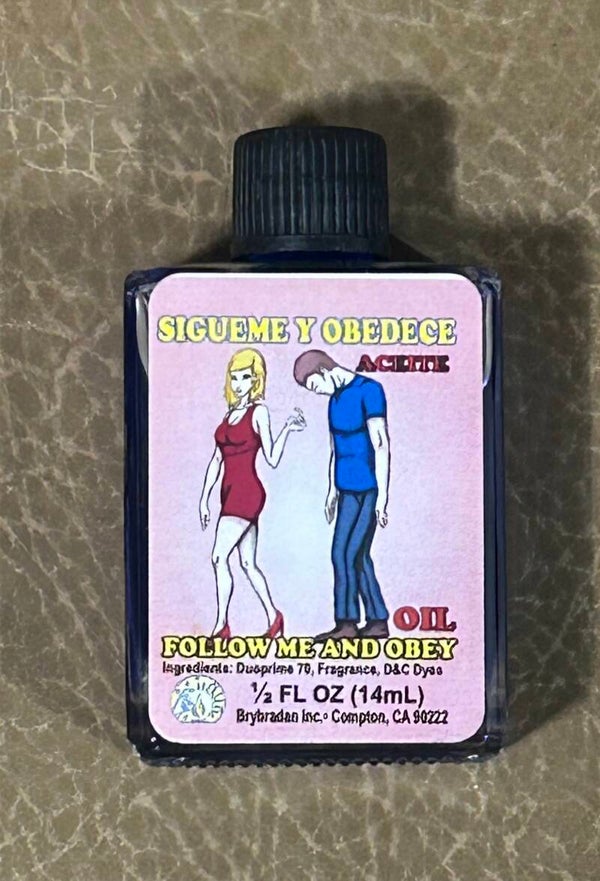 SIGUEME Y OBEDECE
ACEITE
OIL
FOLLOW ME AND OBEY
Ingredients: Duoprime 70, Fragrance, D&C Dyes
½ FL OZ (14mL)
Brybradan Inc.• Compton, CA 90222